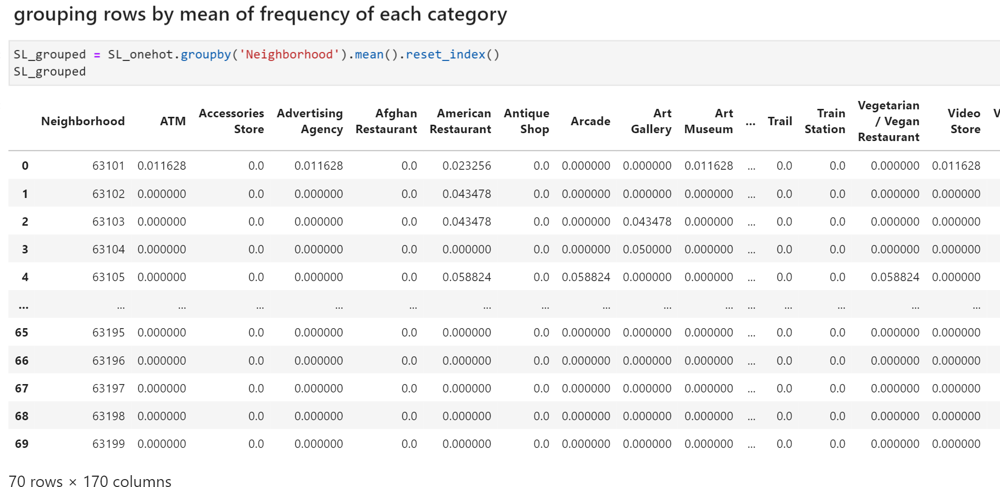 grouping rows by mean of frequency of each category
SL_grouped = SL_onehot.groupby('Neighborhood').mean().reset_index()
SL_grouped
Neighborhood ATM Accessories Store Advertising Agency Afghan Restaurant American Restaurant Antique Shop Arcade Art Gallery Art Museum ... Trail Train Station Vegetarian / Vegan Restaurant Video Store V
0 63101 0.011628 0.0 0.011628 0.0 0.023256 0.0 0.000000 0.000000 0.011628 ... 0.0 0.0 0.000000 0.011628
1 63102 0.000000 0.0 0.000000 0.0 0.043478 0.0 0.000000 0.000000 0.000000 ... 0.0 0.0 0.000000 0.000000
2 63103 0.000000 0.0 0.000000 0.0 0.043478 0.0 0.000000 0.043478 0.000000 ... 0.0 0.0 0.000000 0.000000
3 63104 0.000000 0.0 0.000000 0.0 0.000000 0.0 0.000000 0.050000 0.000000 ... 0.0 0.0 0.000000 0.000000
4 63105 0.000000 0.0 0.000000 0.0 0.058824 0.0 0.058824 0.000000 0.000000 ... 0.0 0.0 0.058824 0.000000
... ... ... ... ... ... ... ... ... ... ... ... ... ... ... ...
65 63195 0.000000 0.0 0.000000 0.0 0.000000 0.0 0.000000 0.000000 0.000000 ... 0.0 0.0 0.000000 0.000000
66 63196 0.000000 0.0 0.000000 0.0 0.000000 0.0 0.000000 0.000000 0.000000 ... 0.0 0.0 0.000000 0.000000
67 63197 0.000000 0.0 0.000000 0.0 0.000000 0.0 0.000000 0.000000 0.000000 ... 0.0 0.0 0.000000 0.000000
68 63198 0.000000 0.0 0.000000 0.0 0.000000 0.0 0.000000 0.000000 0.000000 ... 0.0 0.0 0.000000 0.000000
69 63199 0.000000 0.0 0.000000 0.0 0.000000 0.0 0.000000 0.000000 0.000000 ... 0.0 0.0 0.000000 0.000000
70 rows × 170 columns